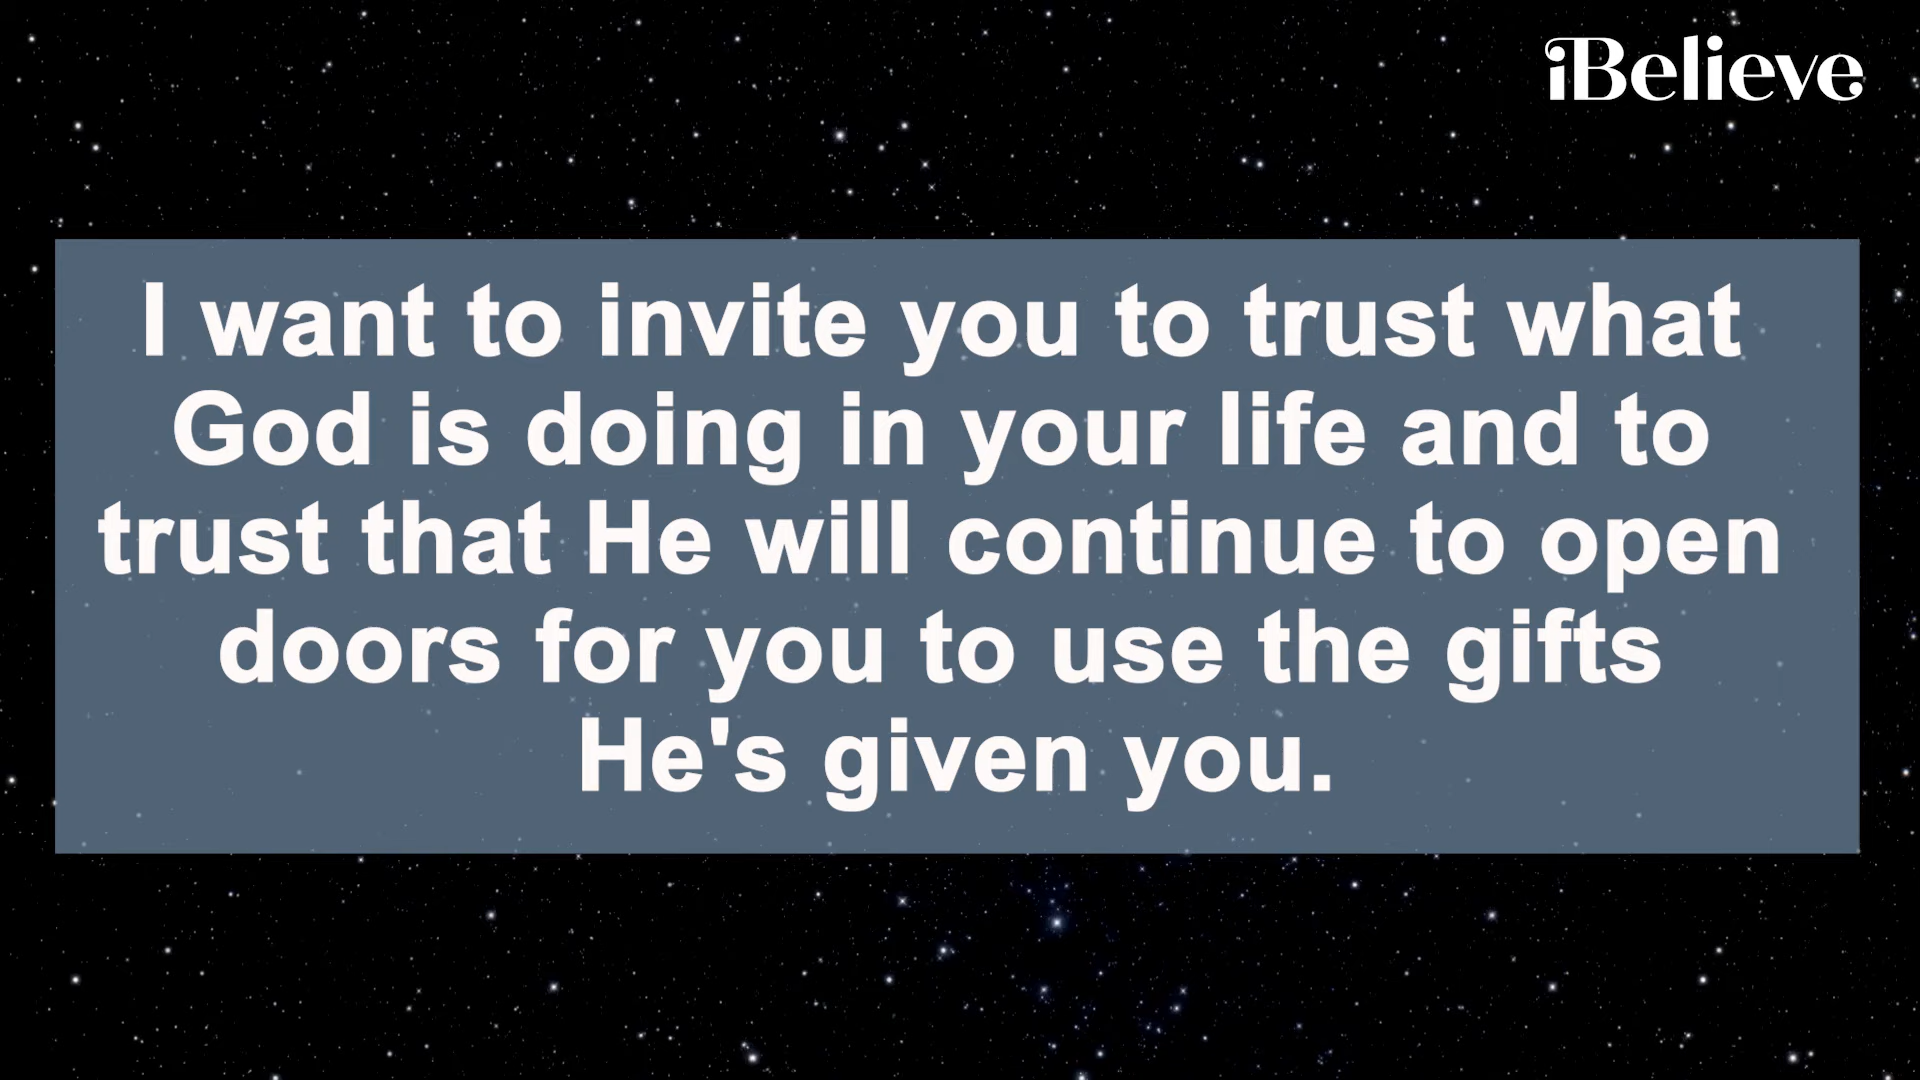 iBelieve
I want to invite you to trust what
God is doing in your life and to
trust that He will continue to open
doors for you to use the gifts
He's given you.